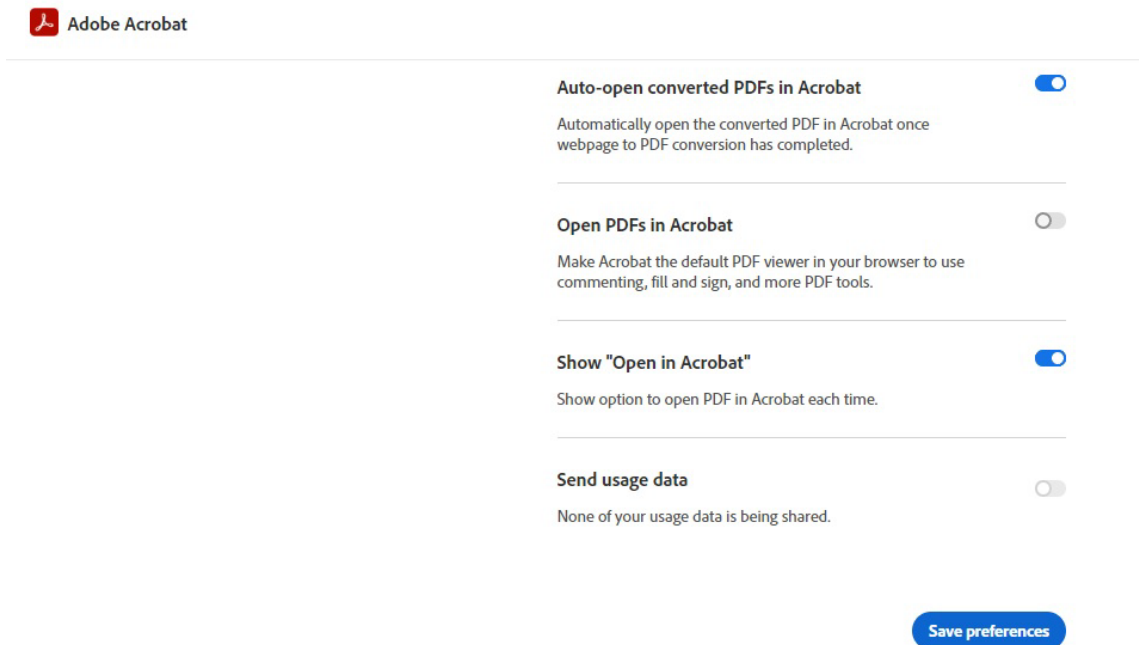 Adobe Acrobat
Auto-open converted PDFs in Acrobat
Automatically open the converted PDF in Acrobat once
webpage to PDF conversion has completed.
Open PDFs in Acrobat
Make Acrobat the default PDF viewer in your browser to use
commenting, fill and sign, and more PDF tools.
Show "Open in Acrobat"
Show option to open PDF in Acrobat each time.
Send usage data
None of your usage data is being shared.
Save preferences